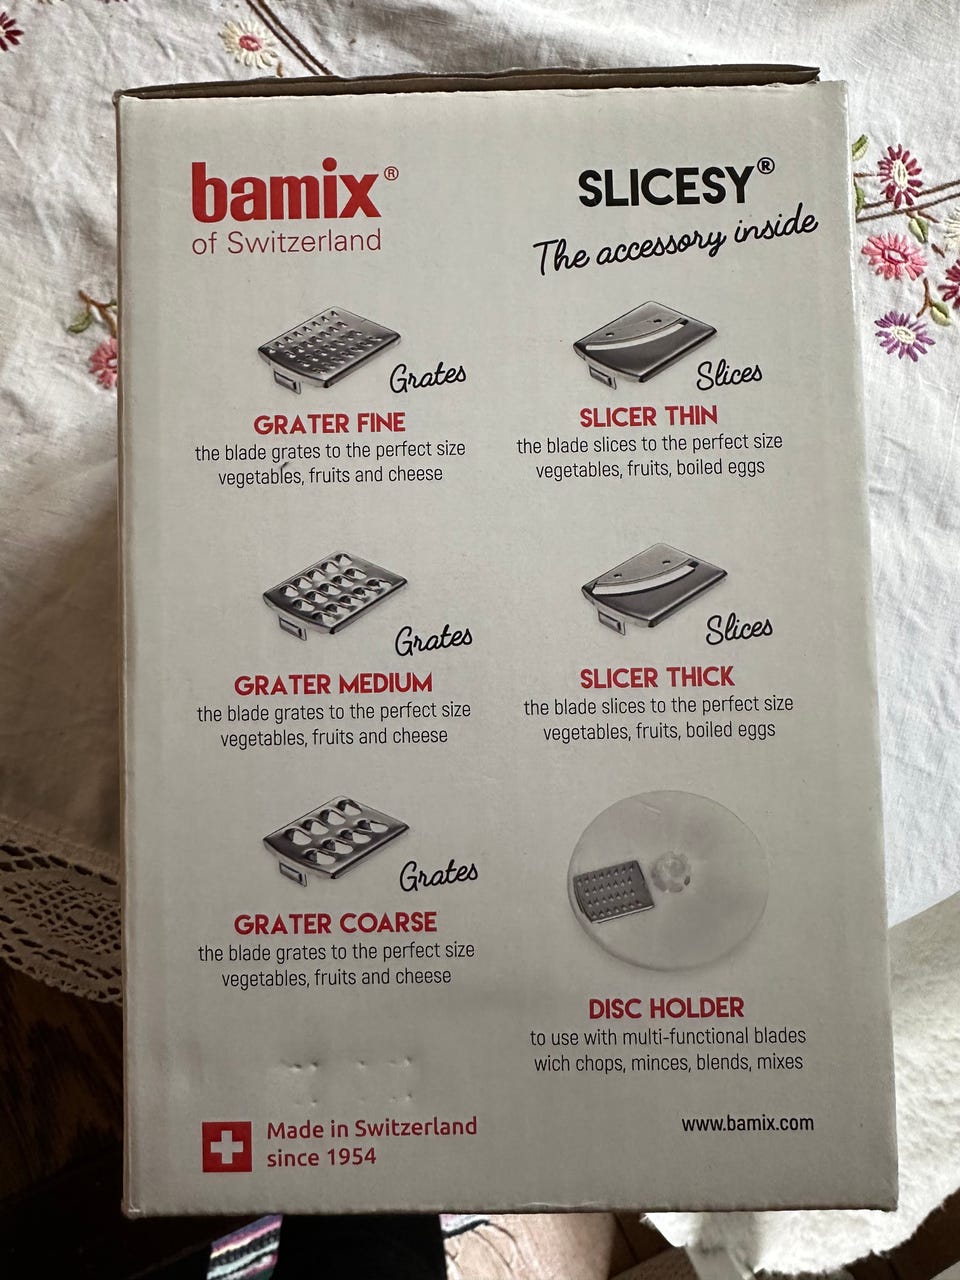 bamix®
of Switzerland
SLICESY®
The accessory inside
Grates
GRATER FINE
the blade grates to the perfect size
vegetables, fruits and cheese
Slices
SLICER THIN
the blade slices to the perfect size
vegetables, fruits, boiled eggs
Grates
GRATER MEDIUM
the blade grates to the perfect size
vegetables, fruits and cheese
Slices
SLICER THICK
the blade slices to the perfect size
vegetables, fruits, boiled eggs
Grates
GRATER COARSE
the blade grates to the perfect size
vegetables, fruits and cheese
DISC HOLDER
to use with multi-functional blades
wich chops, minces, blends, mixes
Made in Switzerland
since 1954
www.bamix.com